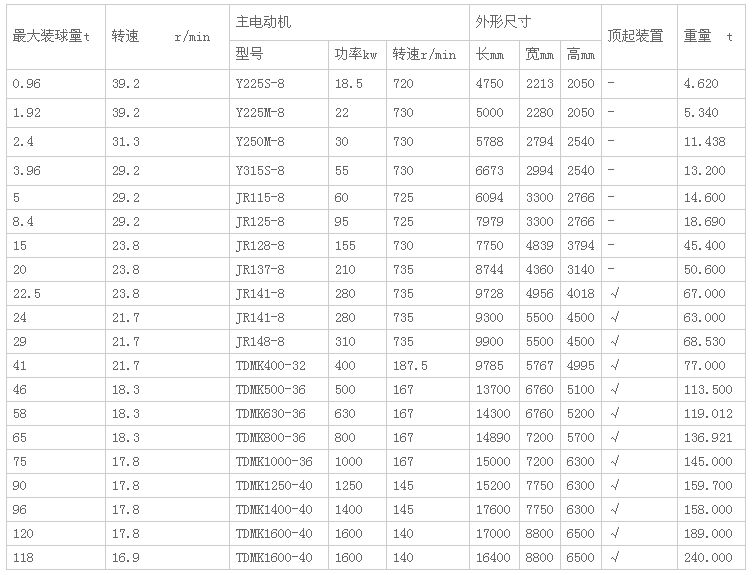 最大装球量t 转速 r/min 主电动机 外形尺寸 顶起装置 重量 t
型号 功率kw 转速r/min 长mm 宽mm 高mm
0.96 39.2 Y225S-8 18.5 720 4750 2213 2050 - 4.620
1.92 39.2 Y225M-8 22 730 5000 2280 2050 - 5.340
2.4 31.3 Y250M-8 30 730 5788 2794 2540 - 11.438
3.96 29.2 Y315S-8 55 730 6673 2994 2540 - 13.200
5 29.2 JR115-8 60 725 6094 3300 2766 - 14.600
8.4 29.2 JR125-8 95 725 7979 3300 2766 - 18.690
15 23.8 JR128-8 155 730 7750 4839 3794 - 45.400
20 23.8 JR137-8 210 735 8744 4360 3140 - 50.600
22.5 23.8 JR141-8 280 735 9728 4956 4018 √ 67.000
24 21.7 JR141-8 280 735 9300 5500 4500 √ 63.000
29 21.7 JR148-8 310 735 9900 5500 4500 √ 68.530
41 21.7 TDMK400-32 400 187.5 9785 5767 4995 √ 77.000
46 18.3 TDMK500-36 500 167 13700 6760 5100 √ 113.500
58 18.3 TDMK630-36 630 167 14300 6760 5200 √ 119.012
65 18.3 TDMK800-36 800 167 14890 7200 5700 √ 136.921
75 17.8 TDMK1000-36 1000 167 15000 7200 6300 √ 145.000
90 17.8 TDMK1250-40 1250 145 15200 7750 6300 √ 159.700
96 17.8 TDMK1400-40 1400 145 17600 7750 6300 √ 158.000
120 17.8 TDMK1600-40 1600 140 17000 8800 6500 √ 189.000
118 16.9 TDMK1600-40 1600 140 16400 8800 6500 √ 240.000